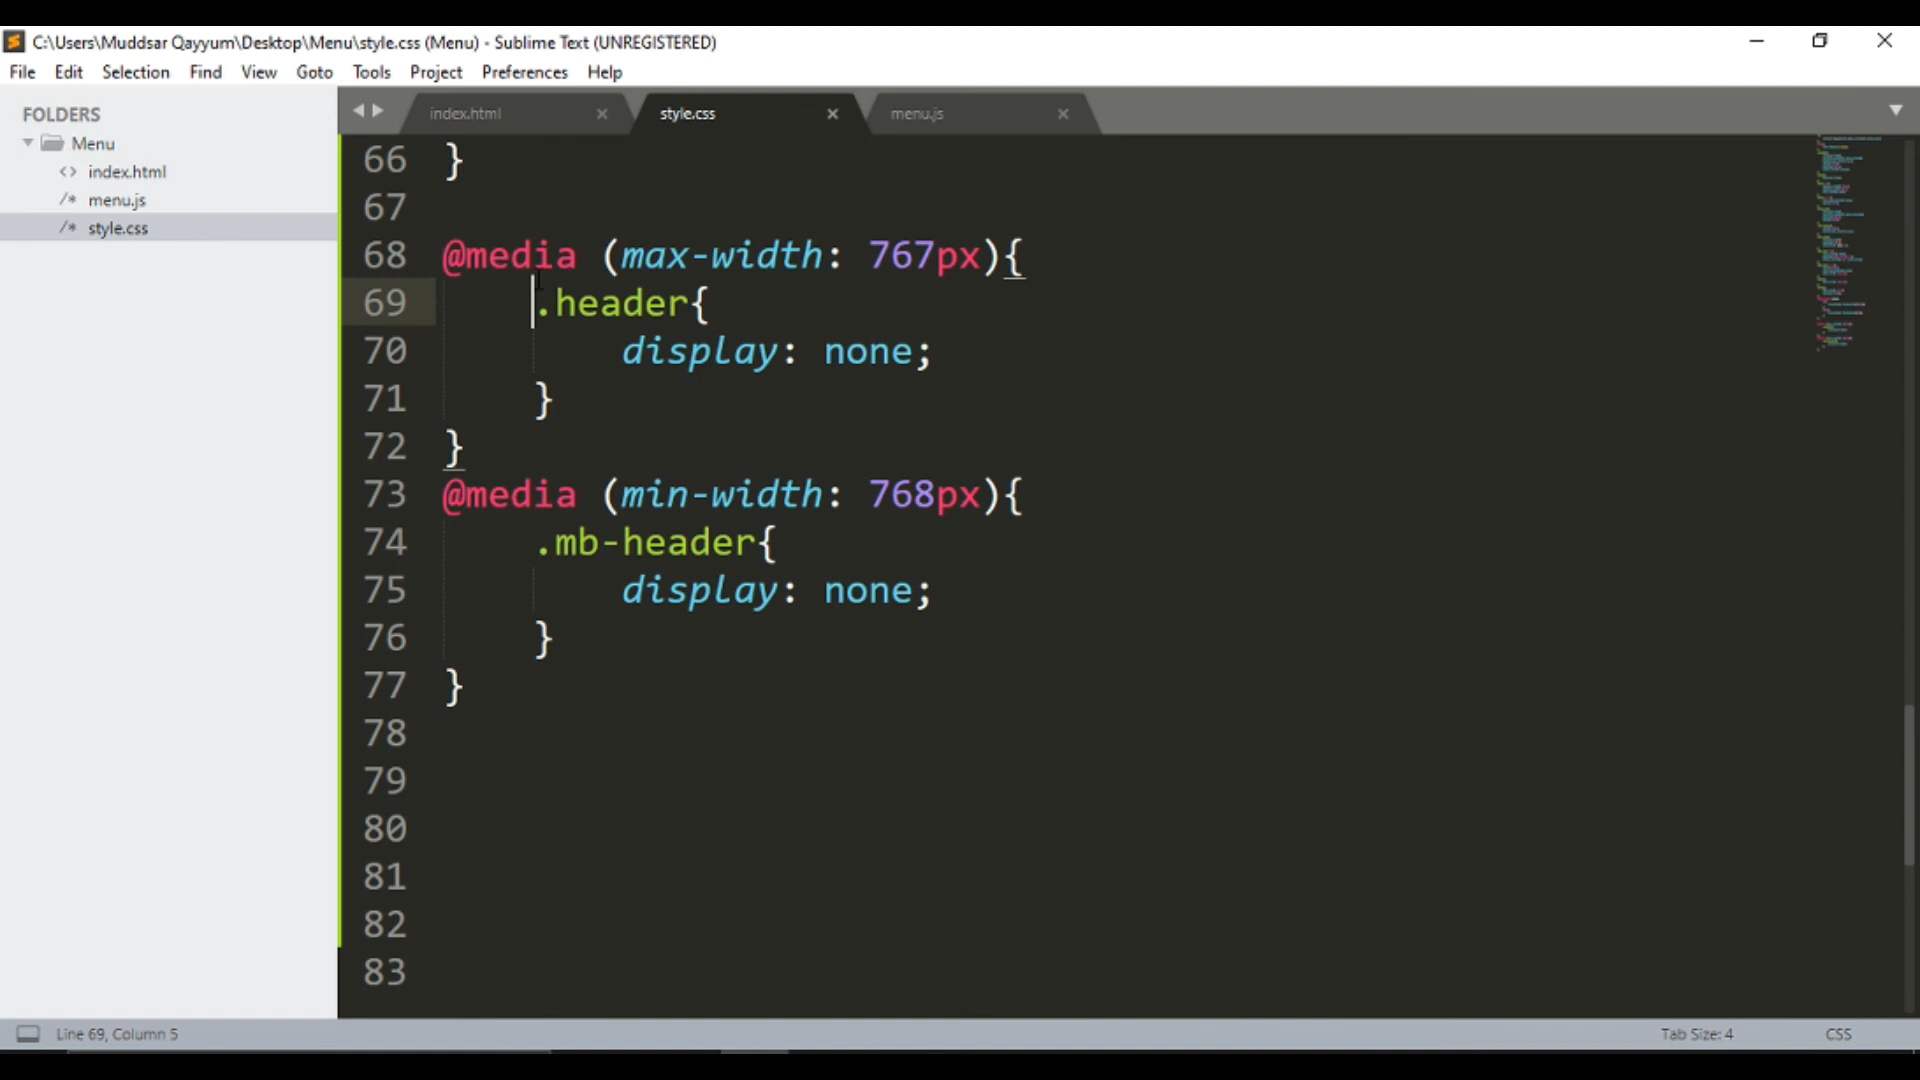 C:\Users\Muddsar Qayyum\Desktop\Menu\style.css (Menu) - Sublime Text (UNREGISTERED)
File Edit Selection Find View Goto Tools Project Preferences Help
FOLDERS
Menu
<> index.html
/* menu.js
/* style.css
index.html × style.css × menu.js ×
66 }
67
68 @media (max-width: 767px){
69 .header{
70 display: none;
71 }
72 }
73 @media (min-width: 768px){
74 .mb-header{
75 display: none;
76 }
77 }
78
79
80
81
82
83
Line 69, Column 5 Tab Size: 4 CSS